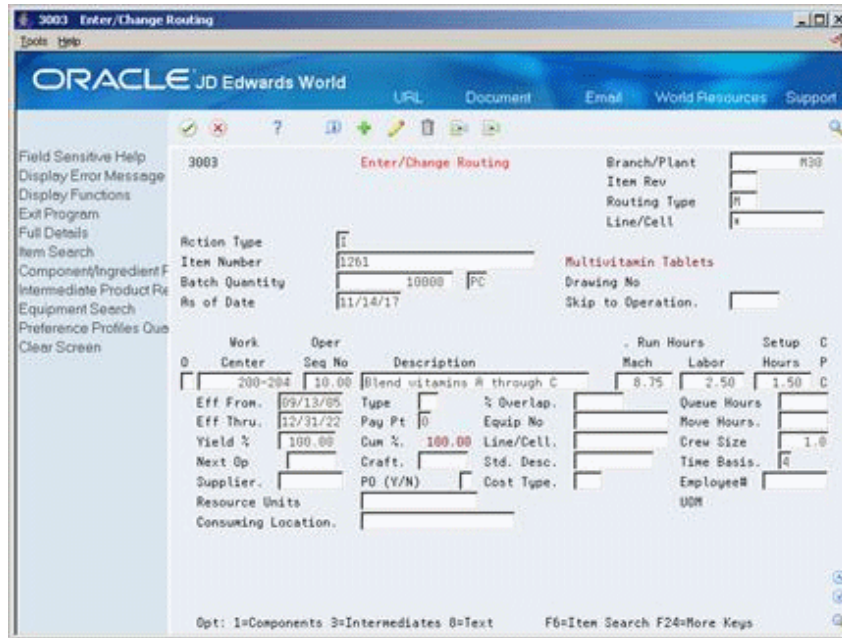 3003 Enter/Change Routing
Tools Help
ORACLE JD Edwards World
URL Document Email World Resources Support
Field Sensitive Help
Display Error Message
Display Functions
Exit Program
Full Details
Item Search
Component/Ingredient F
Intermediate Product Re
Equipment Search
Preference Profiles Que
Clear Screen
3003 Enter/Change Routing Branch/Plant M30
Item Rev
Routing Type M
Line/Cell *
Action Type I
Item Number 1261 Multivitamin Tablets
Batch Quantity 10000 PC Drawing No
As of Date 11/14/17 Skip to Operation.
Work Oper . Run Hours Setup C
O Center Seq No Description Mach Labor Hours P
200-204 10.00 Blend vitamins A through C 8.75 2.50 1.50 C
Eff From. 09/13/05 Type % Overlap. Queue Hours
Eff Thru. 12/31/22 Pay Pt 0 Equip No Move Hours.
Yield % 100.00 Cum %. 100.00 Line/Cell. Crew Size 1.0
Next Op Craft. Std. Desc. Time Basis. 4
Supplier. PO (Y/N) Cost Type. Employee#
Resource Units UOM
Consuming Location.
Opt: 1=Components 3=Intermediates 8=Text F6=Item Search F24=More Keys